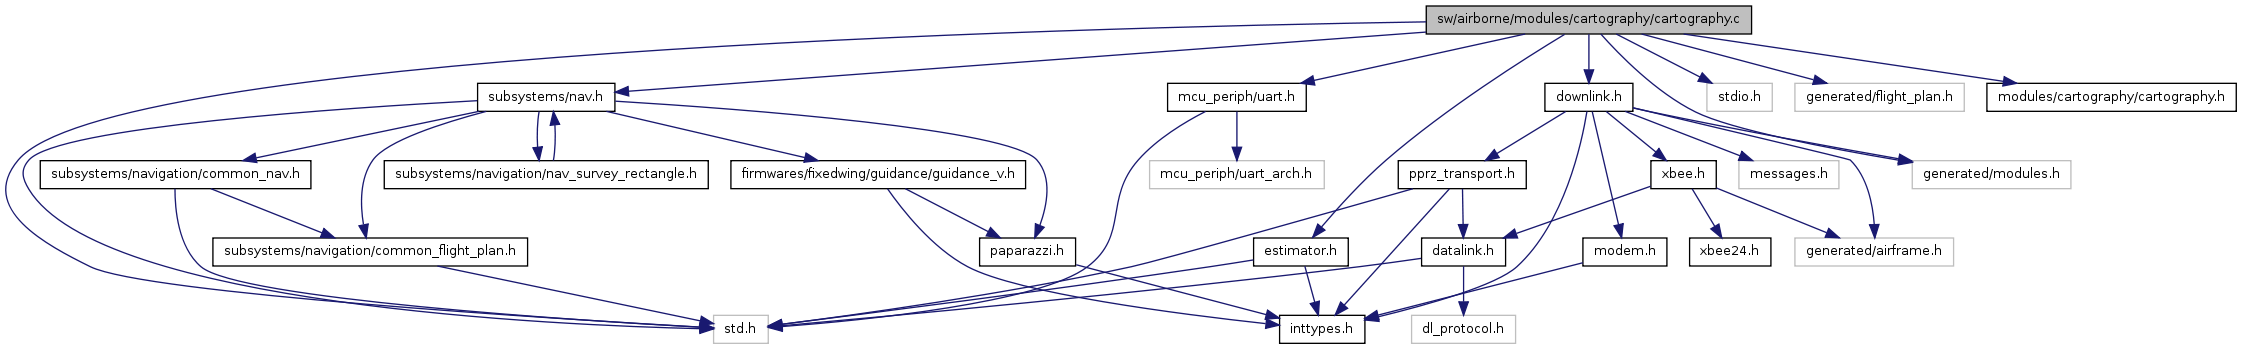 sw/airborne/modules/cartography/cartography.c
subsystems/nav.h
mcu_periph/uart.h
downlink.h
stdio.h
generated/flight_plan.h
modules/cartography/cartography.h
subsystems/navigation/common_nav.h
subsystems/navigation/nav_survey_rectangle.h
firmwares/fixedwing/guidance/guidance_v.h
mcu_periph/uart_arch.h
pprz_transport.h
xbee.h
messages.h
generated/modules.h
subsystems/navigation/common_flight_plan.h
paparazzi.h
estimator.h
datalink.h
modem.h
xbee24.h
generated/airframe.h
std.h
inttypes.h
dl_protocol.h